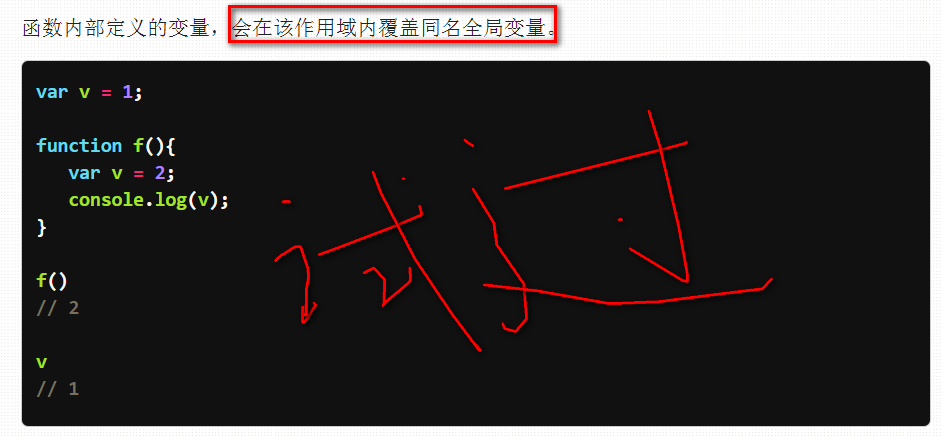 函数内部定义的变量，会在该作用域内覆盖同名全局变量。
var v = 1;
function f(){
var v = 2;
console.log(v);
}
f()
// 2
v
// 1
试过